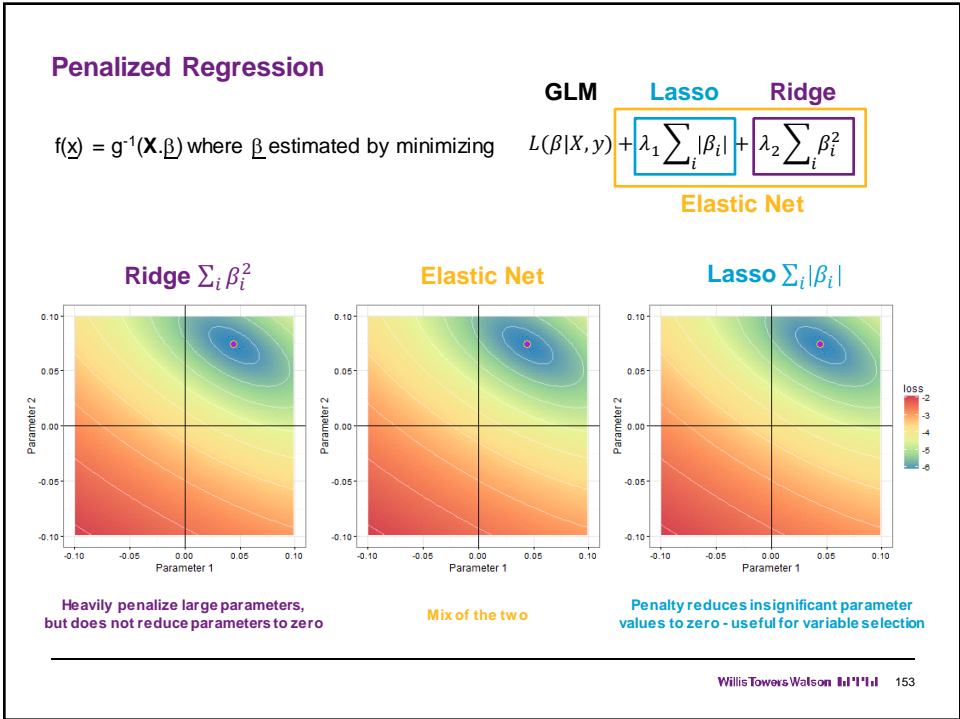 Penalized Regression
GLM Lasso Ridge
f(x) = g⁻¹(X.β) where β estimated by minimizing L(β|X, y) + λ₁∑ᵢ|βᵢ| + λ₂∑ᵢβᵢ²
Elastic Net
Ridge ∑ᵢ βᵢ²
Elastic Net
Lasso ∑ᵢ|βᵢ|
0.10
0.05
0.00
-0.05
-0.10
Parameter 2
-0.10 -0.05 0.00 0.05 0.10
Parameter 1
0.10
0.05
0.00
-0.05
-0.10
Parameter 2
-0.10 -0.05 0.00 0.05 0.10
Parameter 1
0.10
0.05
0.00
-0.05
-0.10
Parameter 2
-0.10 -0.05 0.00 0.05 0.10
Parameter 1
loss
-2
-3
-4
-5
-6
Heavily penalize large parameters,
but does not reduce parameters to zero
Mix of the two
Penalty reduces insignificant parameter
values to zero - useful for variable selection
Willis Towers Watson 153